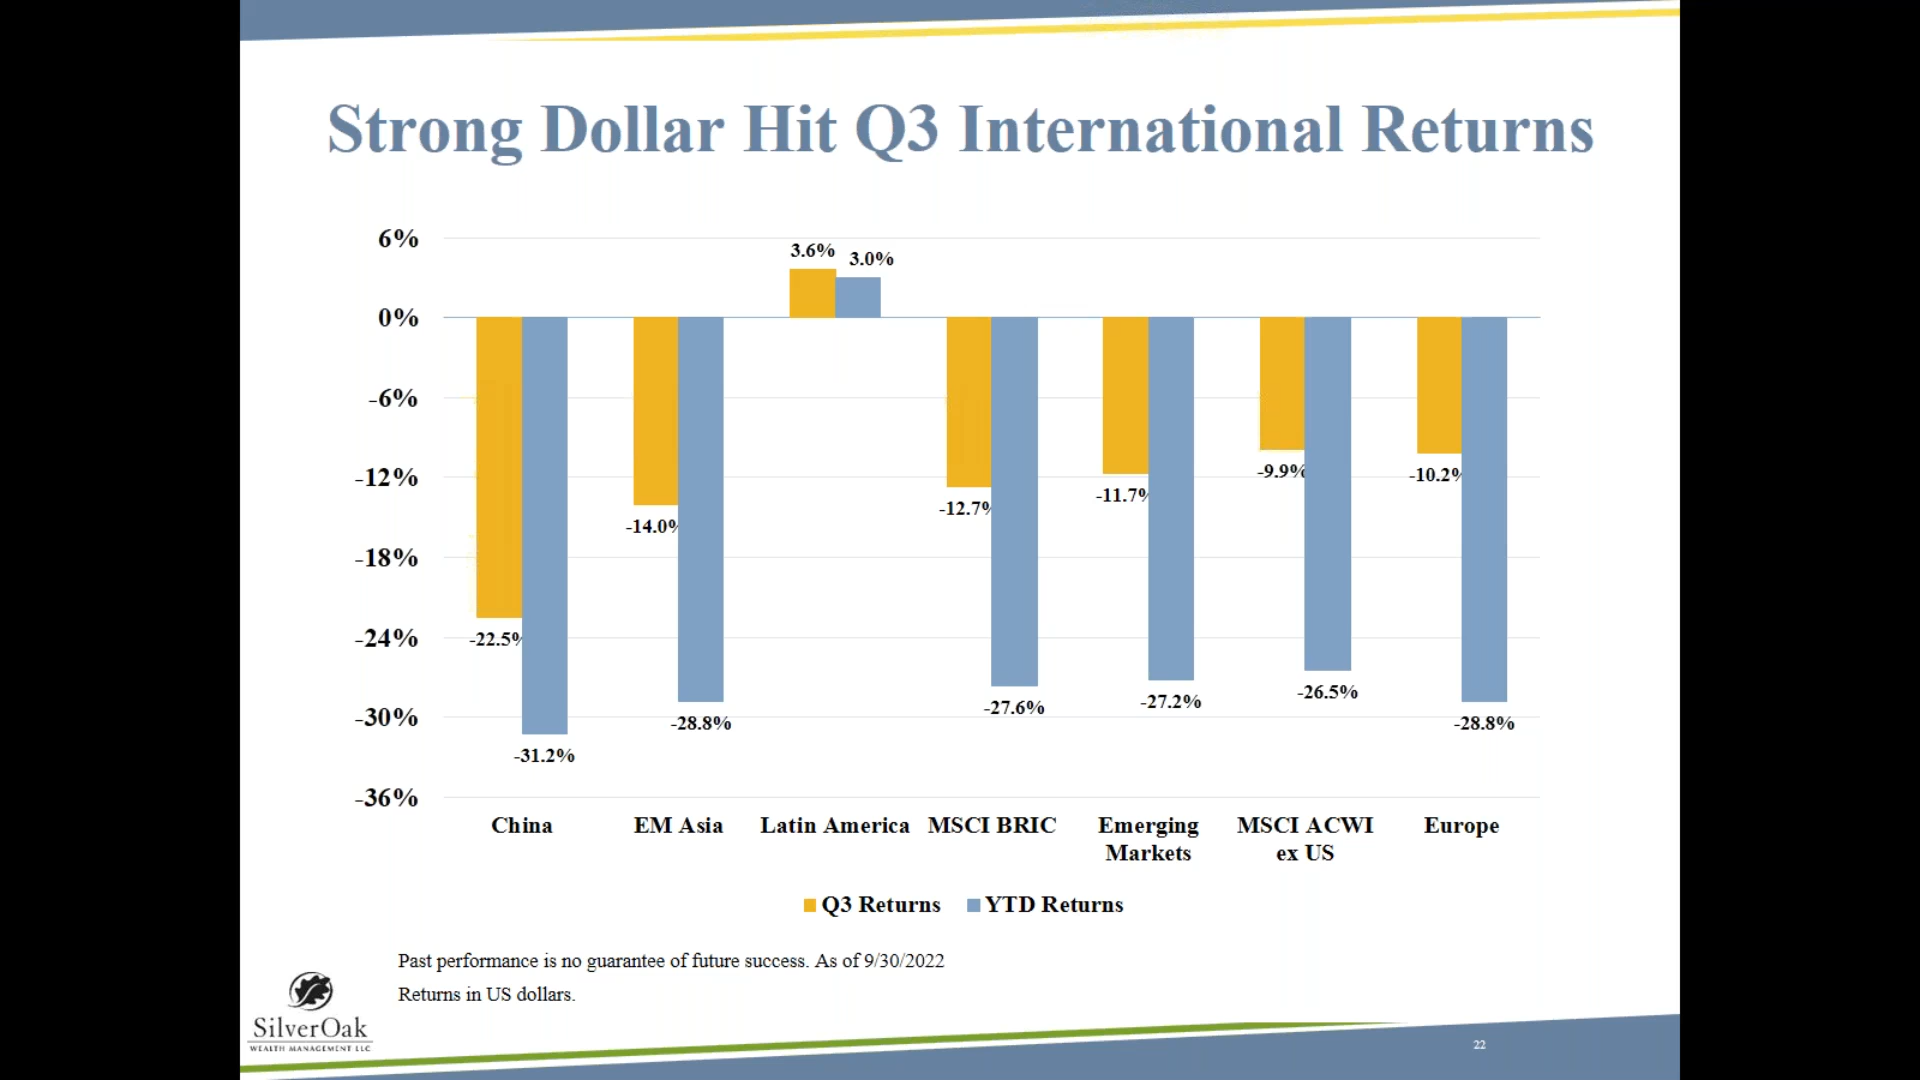 Strong Dollar Hit Q3 International Returns
6%
0%
-6%
-12%
-18%
-24%
-30%
-36%
3.6%
3.0%
-22.5%
-31.2%
-14.0%
-28.8%
-12.7%
-27.6%
-11.7%
-27.2%
-9.9%
-26.5%
-10.2%
-28.8%
China
EM Asia
Latin America
MSCI BRIC
Emerging
Markets
MSCI ACWI
ex US
Europe
Q3 Returns
YTD Returns
Past performance is no guarantee of future success. As of 9/30/2022
Returns in US dollars.
SilverOak
WEALTH MANAGEMENT LLC
22